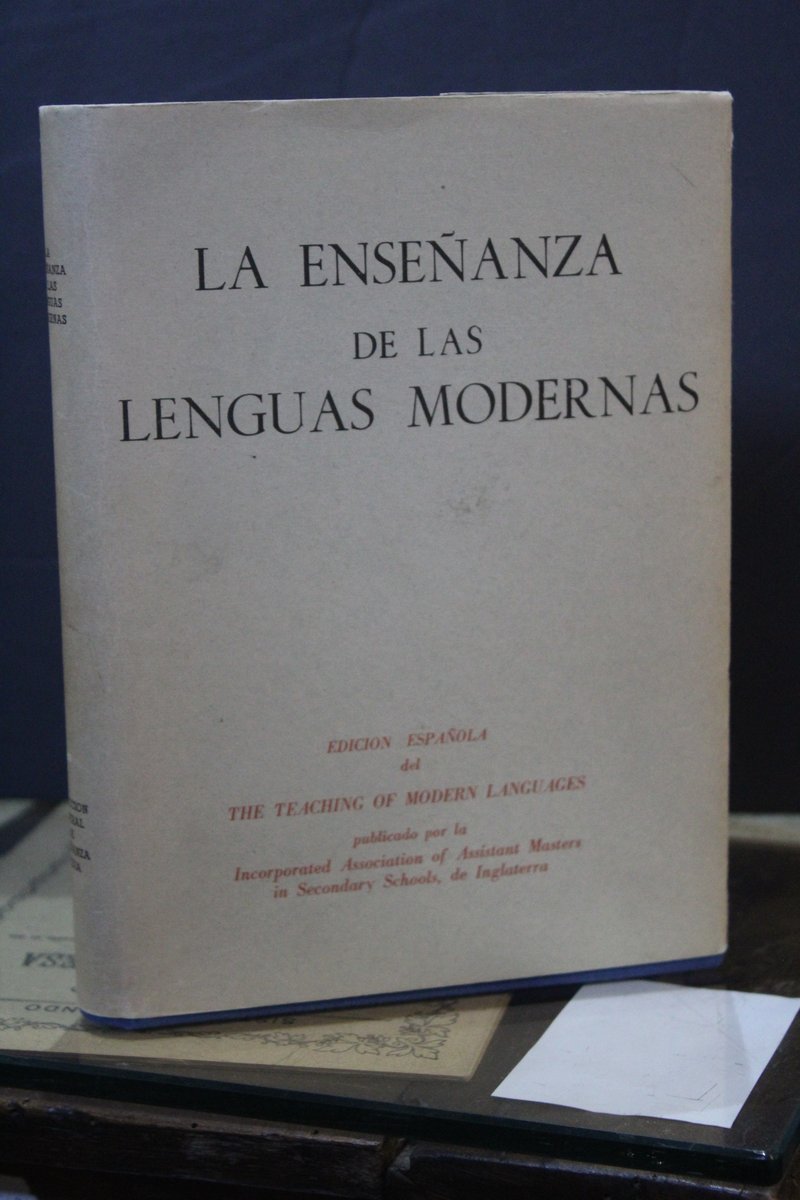 LA ENSEÑANZA
DE LAS
LENGUAS MODERNAS
EDICION ESPAÑOLA
del
THE TEACHING OF MODERN LANGUAGES
publicado por la
Incorporated Association of Assistant Masters
in Secondary Schools, de Inglaterra